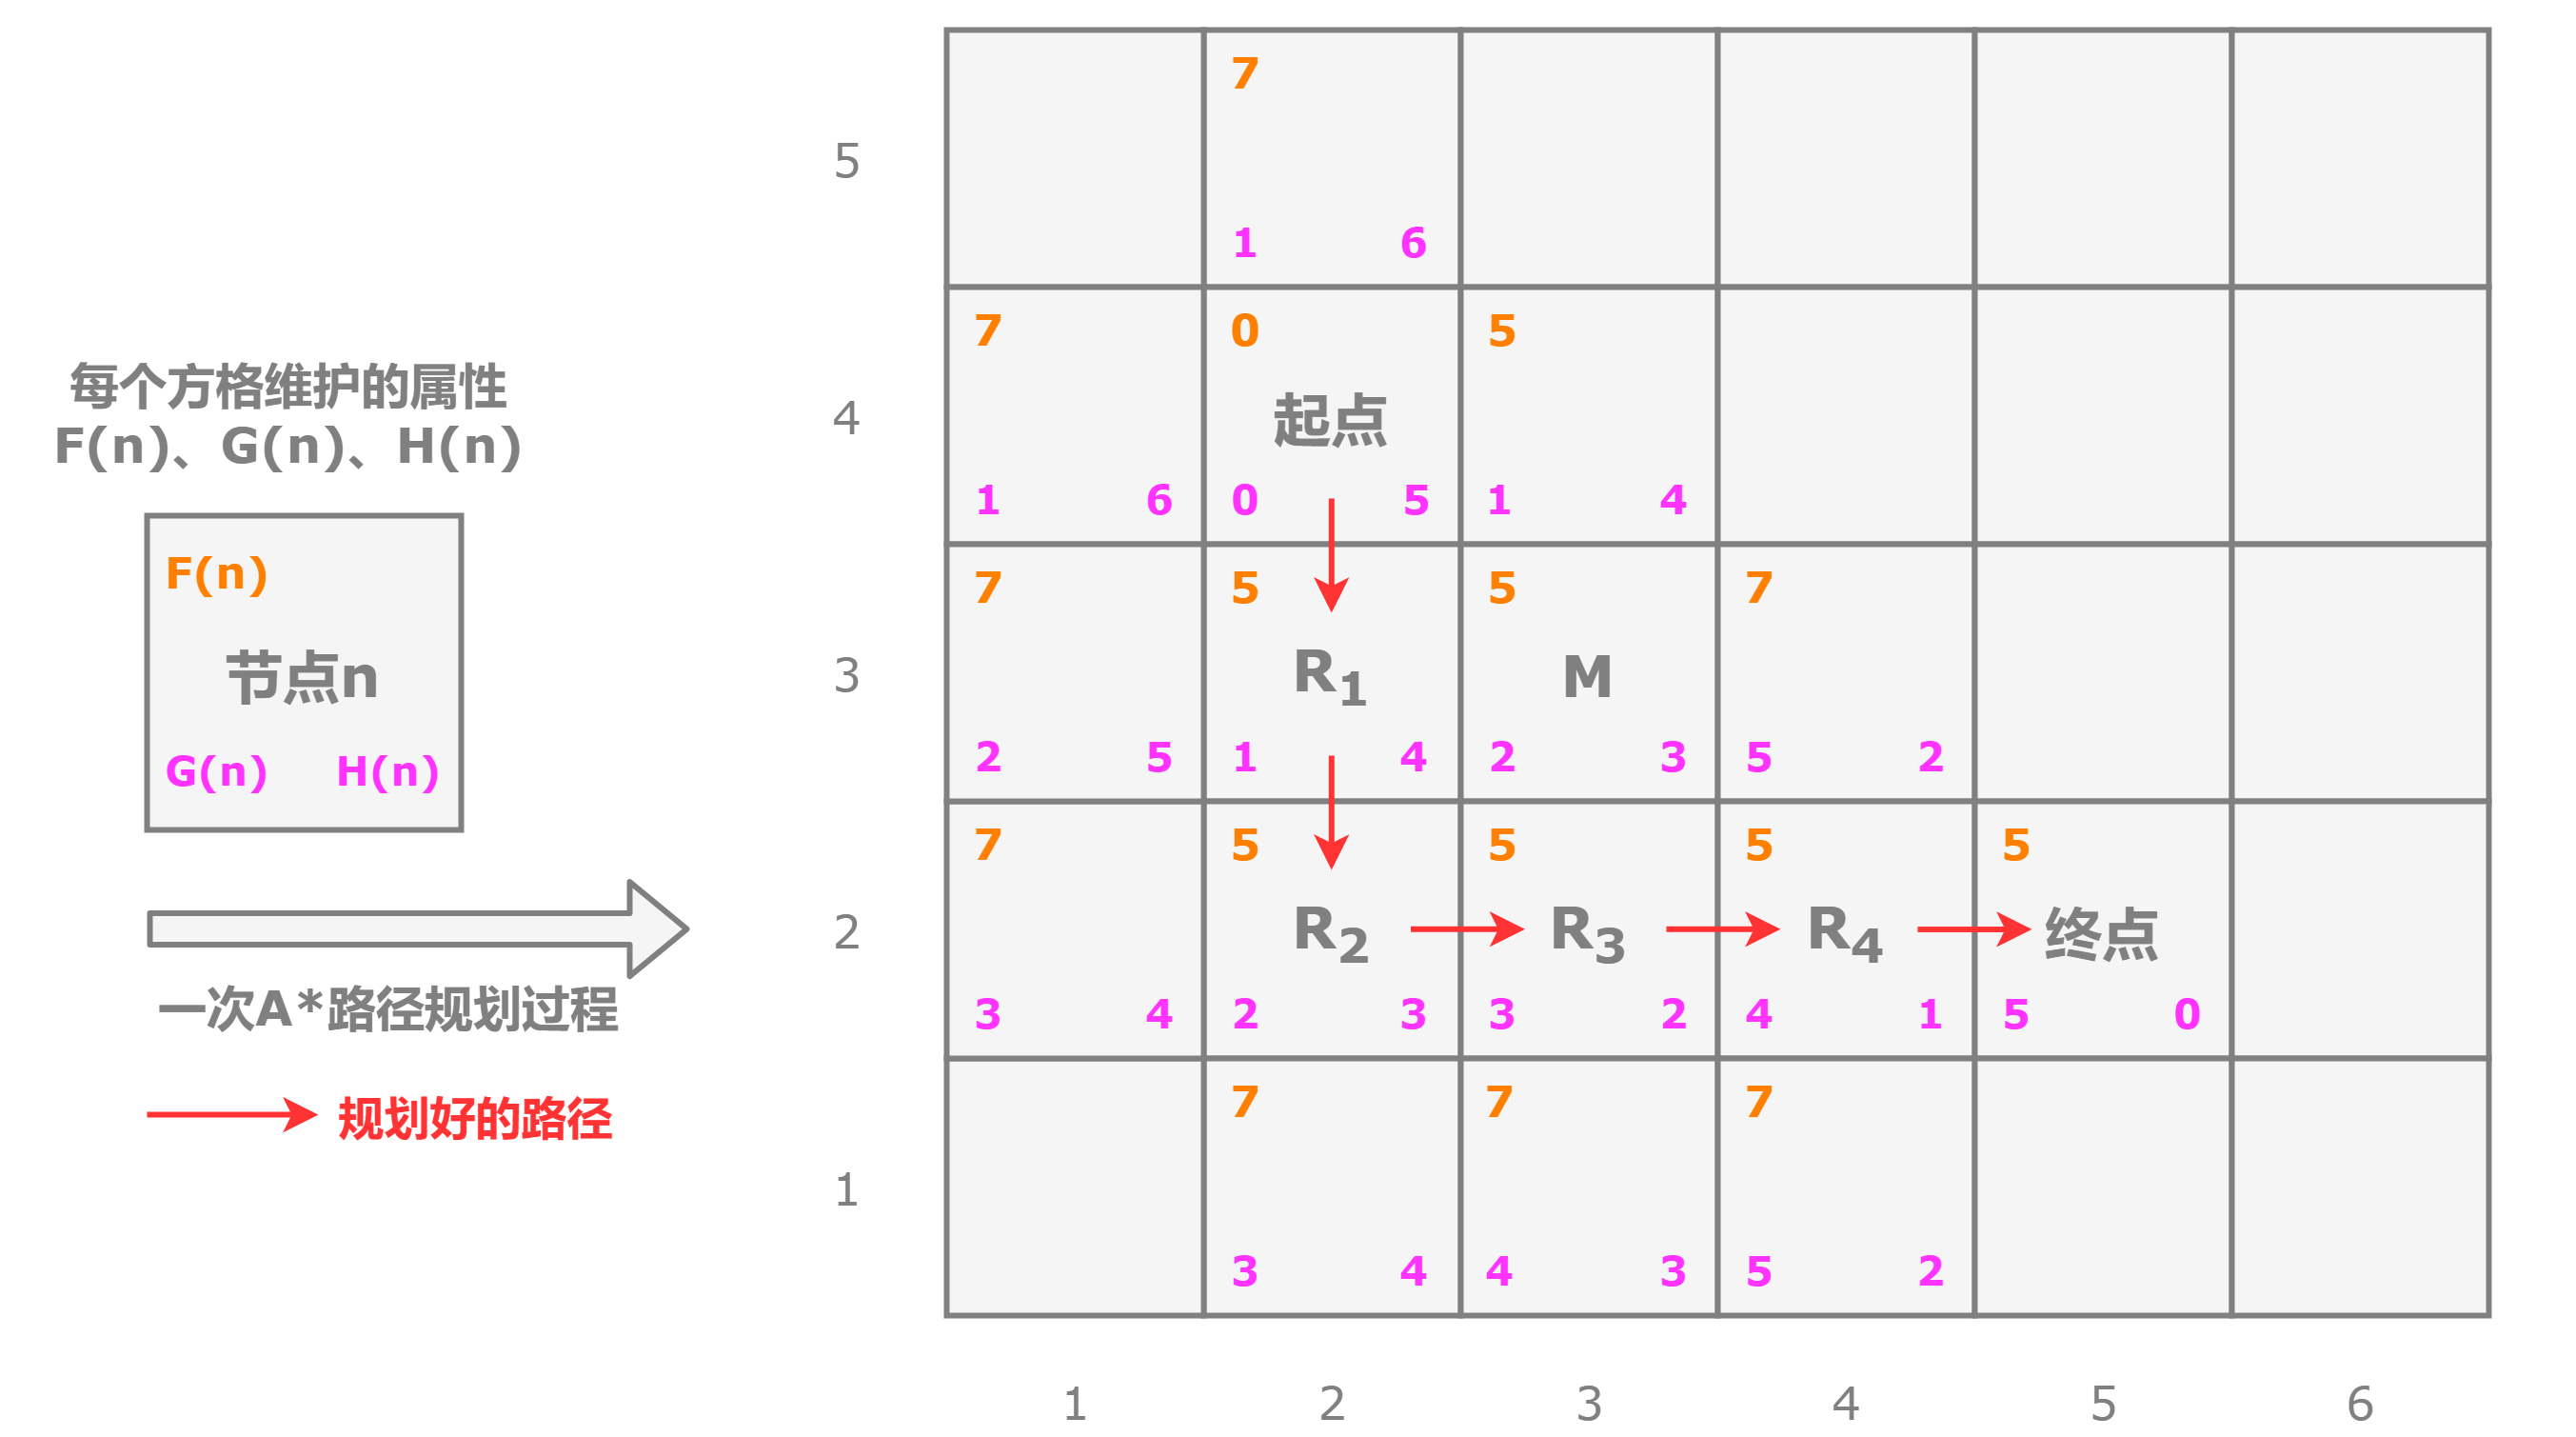 每个方格维护的属性
F(n)、G(n)、H(n)
F(n)
节点n
G(n) H(n)
一次A*路径规划过程
规划好的路径
7
5
1 6
7 0 5
4 起点
1 6 0 5 1 4
7 5 5 7
3 R₁ M
2 5 1 4 2 3 5 2
7 5 5 5 5
2 R₂ R₃ R₄ 终点
3 4 2 3 3 2 4 1 5 0
7 7 7
1
3 4 4 3 5 2
1 2 3 4 5 6